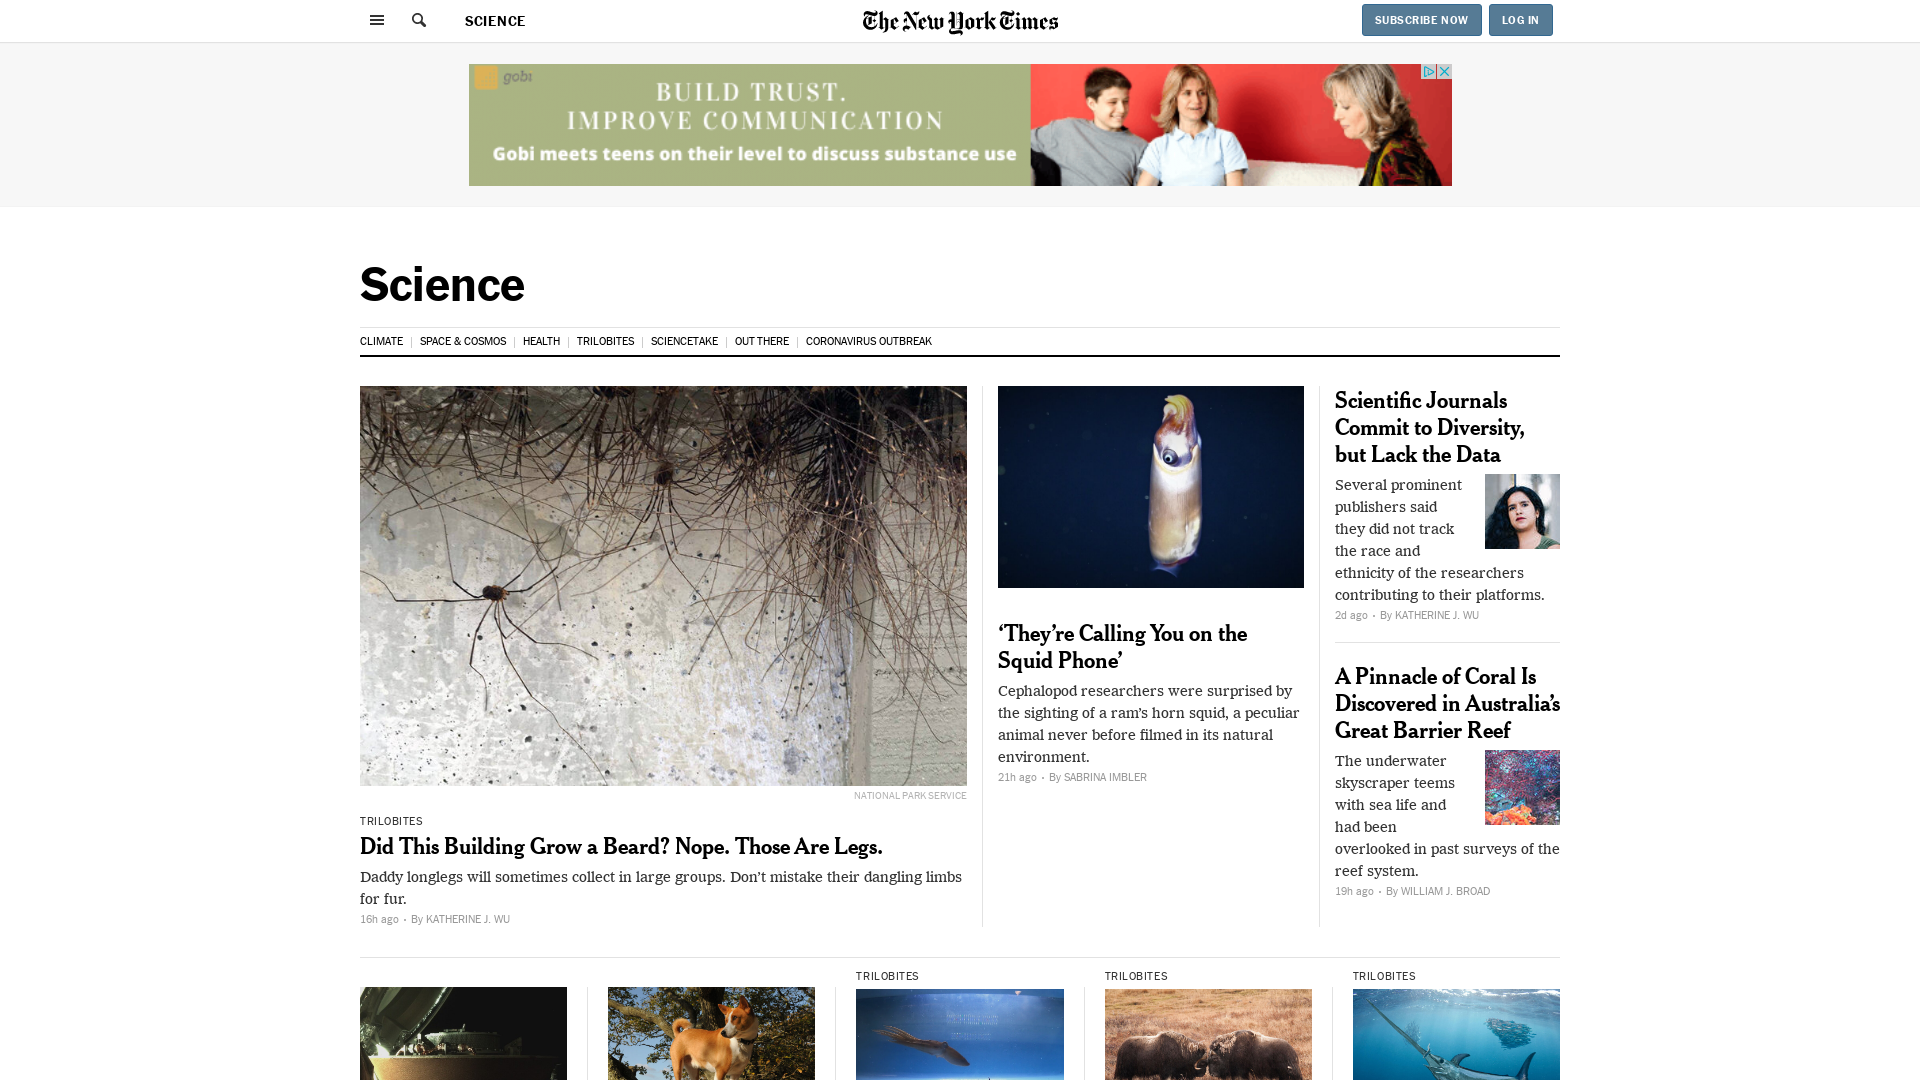 SCIENCE
The New York Times
SUBSCRIBE NOW
LOG IN
gobi
BUILD TRUST.
IMPROVE COMMUNICATION
Gobi meets teens on their level to discuss substance use
Science
CLIMATE
SPACE & COSMOS
HEALTH
TRILOBITES
SCIENCETAKE
OUT THERE
CORONAVIRUS OUTBREAK
NATIONAL PARK SERVICE
TRILOBITES
Did This Building Grow a Beard? Nope. Those Are Legs.
Daddy longlegs will sometimes collect in large groups. Don’t mistake their dangling limbs
for fur.
16h ago • By KATHERINE J. WU
‘They’re Calling You on the
Squid Phone’
Cephalopod researchers were surprised by
the sighting of a ram’s horn squid, a peculiar
animal never before filmed in its natural
environment.
21h ago • By SABRINA IMBLER
Scientific Journals
Commit to Diversity,
but Lack the Data
Several prominent
publishers said
they did not track
the race and
ethnicity of the researchers
contributing to their platforms.
2d ago • By KATHERINE J. WU
A Pinnacle of Coral Is
Discovered in Australia’s
Great Barrier Reef
The underwater
skyscraper teems
with sea life and
had been
overlooked in past surveys of the
reef system.
19h ago • By WILLIAM J. BROAD
TRILOBITES
TRILOBITES
TRILOBITES